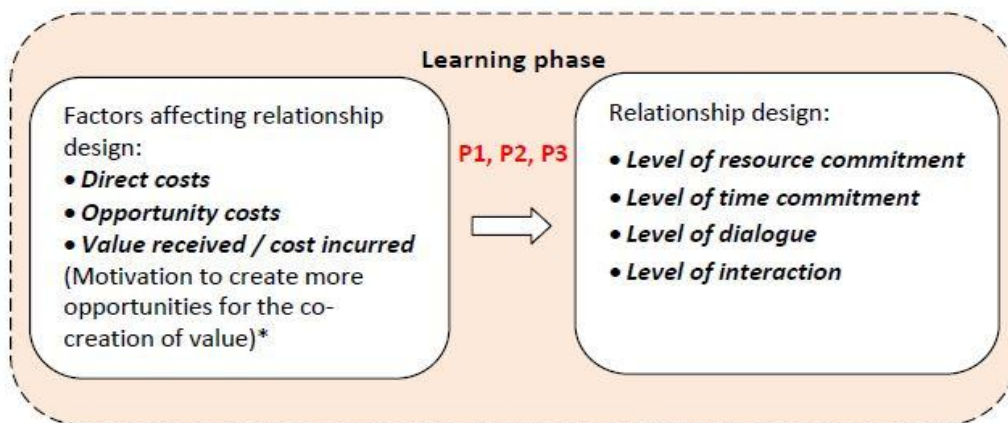 Learning phase
Factors affecting relationship
design:
• Direct costs
• Opportunity costs
• Value received / cost incurred
(Motivation to create more
opportunities for the co-
creation of value)*
P1, P2, P3
Relationship design:
• Level of resource commitment
• Level of time commitment
• Level of dialogue
• Level of interaction